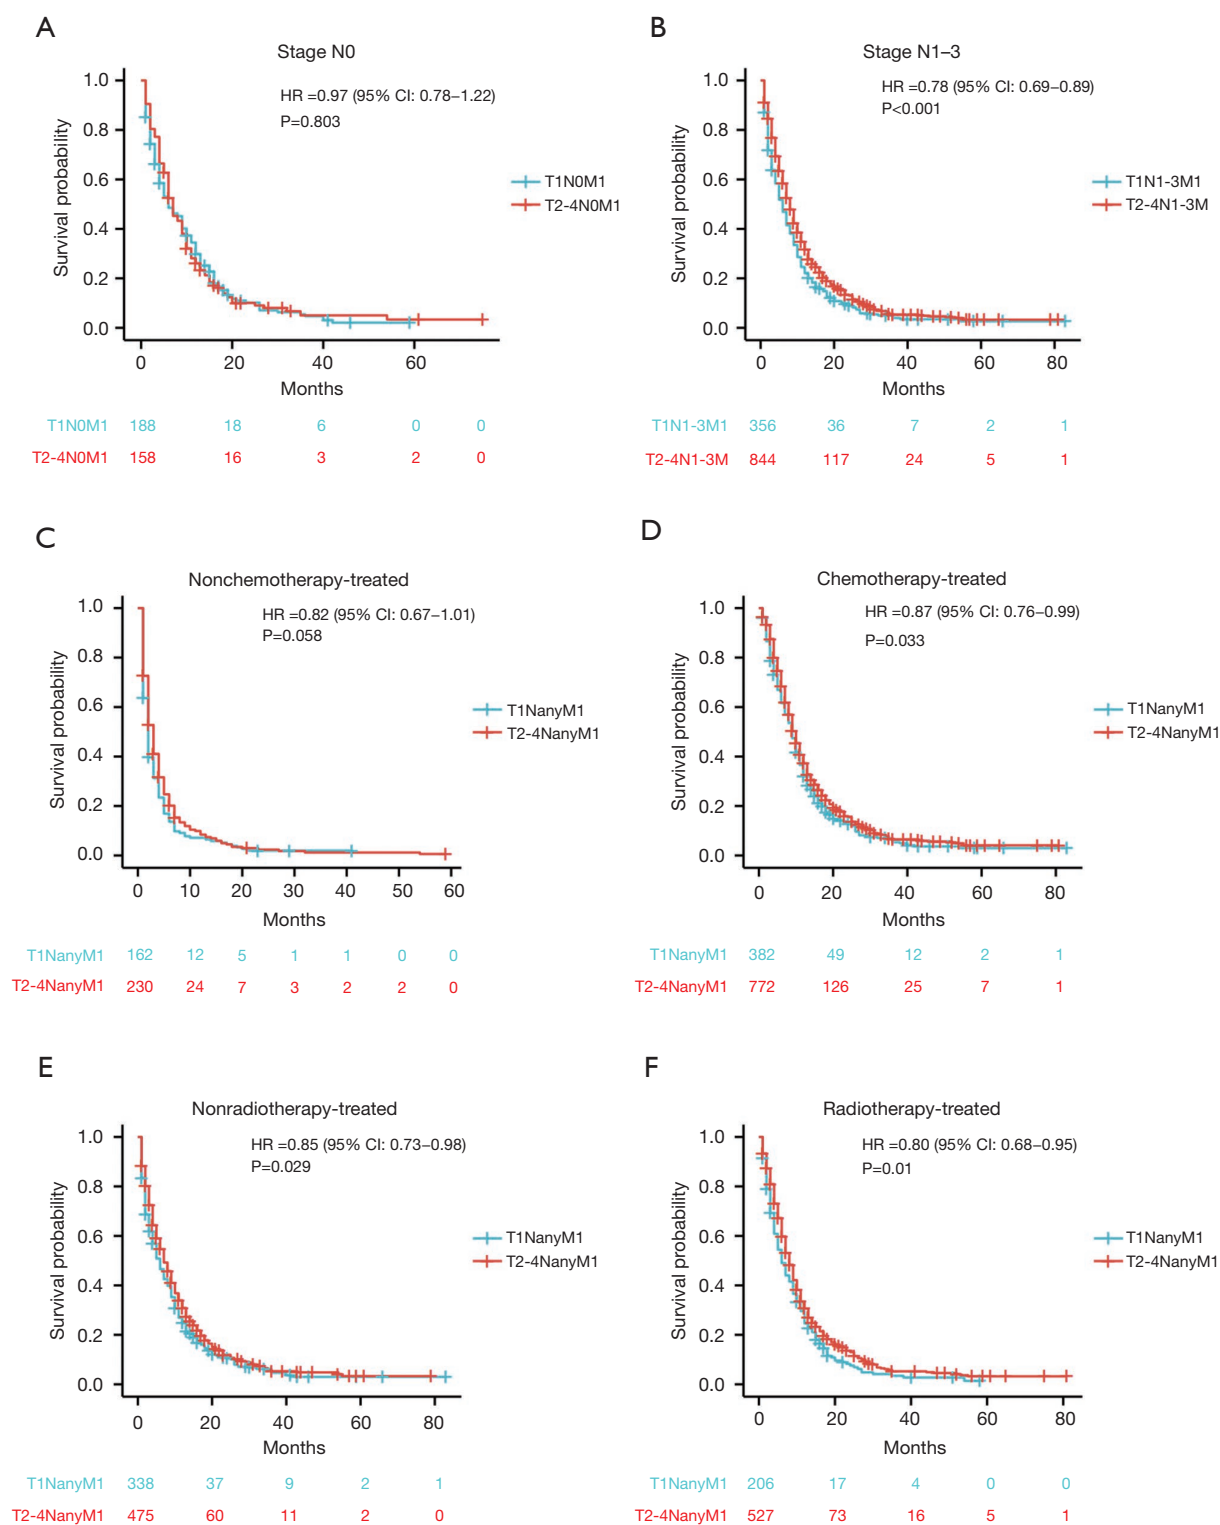 A
Stage N0
HR =0.97 (95% CI: 0.78–1.22)
P=0.803
Survival probability
1.0
0.8
0.6
0.4
0.2
0.0
0 20 40 60
Months
T1N0M1
T2-4N0M1
T1N0M1 188 18 6 0 0
T2-4N0M1 158 16 3 2 0
B
Stage N1–3
HR =0.78 (95% CI: 0.69–0.89)
P<0.001
Survival probability
1.0
0.8
0.6
0.4
0.2
0.0
0 20 40 60 80
Months
T1N1-3M1
T2-4N1-3M
T1N1-3M1 356 36 7 2 1
T2-4N1-3M 844 117 24 5 1
C
Nonchemotherapy-treated
HR =0.82 (95% CI: 0.67–1.01)
P=0.058
Survival probability
1.0
0.8
0.6
0.4
0.2
0.0
0 10 20 30 40 50 60
Months
T1NanyM1
T2-4NanyM1
T1NanyM1 162 12 5 1 1 0 0
T2-4NanyM1 230 24 7 3 2 2 0
D
Chemotherapy-treated
HR =0.87 (95% CI: 0.76–0.99)
P=0.033
Survival probability
1.0
0.8
0.6
0.4
0.2
0.0
0 20 40 60 80
Months
T1NanyM1
T2-4NanyM1
T1NanyM1 382 49 12 2 1
T2-4NanyM1 772 126 25 7 1
E
Nonradiotherapy-treated
HR =0.85 (95% CI: 0.73–0.98)
P=0.029
Survival probability
1.0
0.8
0.6
0.4
0.2
0.0
0 20 40 60 80
Months
T1NanyM1
T2-4NanyM1
T1NanyM1 338 37 9 2 1
T2-4NanyM1 475 60 11 2 0
F
Radiotherapy-treated
HR =0.80 (95% CI: 0.68–0.95)
P=0.01
Survival probability
1.0
0.8
0.6
0.4
0.2
0.0
0 20 40 60 80
Months
T1NanyM1
T2-4NanyM1
T1NanyM1 206 17 4 0 0
T2-4NanyM1 527 73 16 5 1